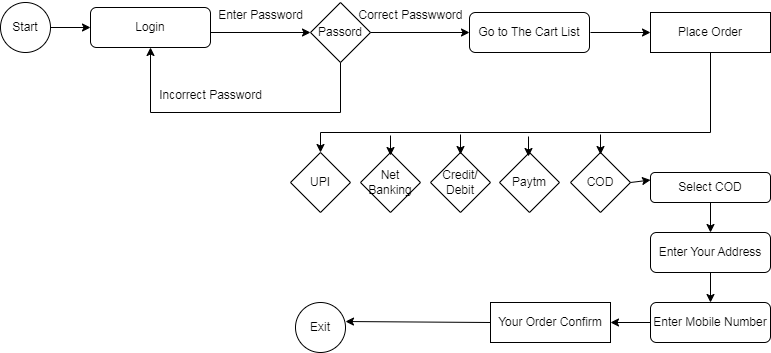 Start
Login
Enter Password
Passord
Correct Passwword
Go to The Cart List
Place Order
Incorrect Password
UPI
Net
Banking
Credit/
Debit
Paytm
COD
Select COD
Enter Your Address
Exit
Your Order Confirm
Enter Mobile Number